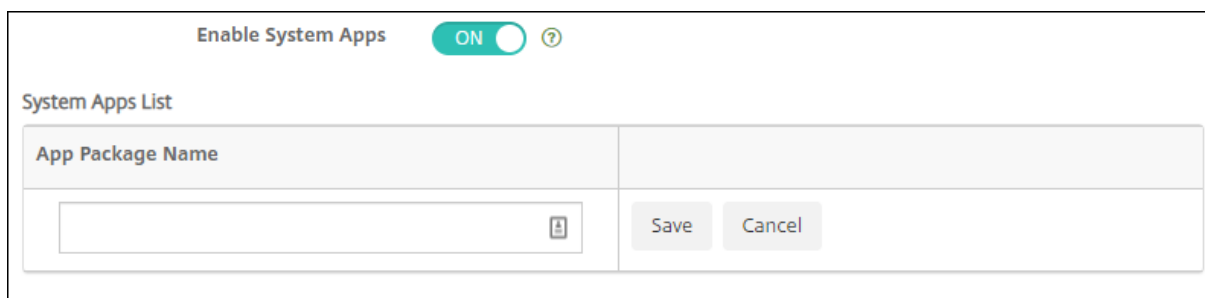 Enable System Apps ON ?
System Apps List
App Package Name
Save Cancel